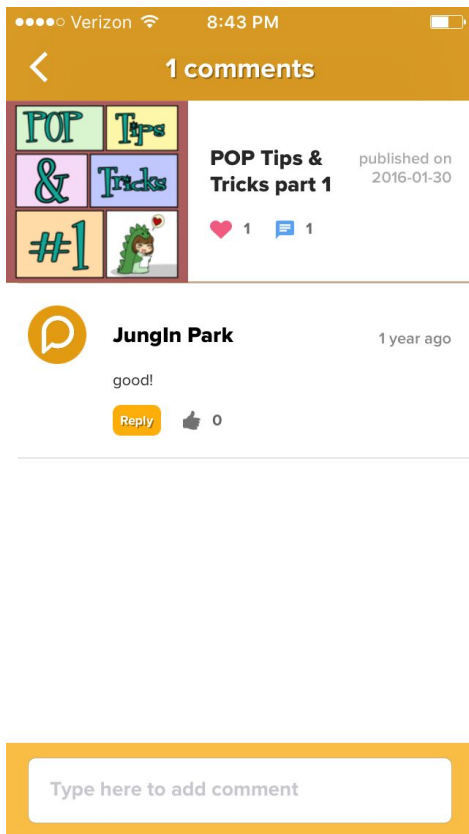 Verizon 8:43 PM
1 comments
POP Tips
& Tricks
#1
POP Tips &
Tricks part 1
published on
2016-01-30
1 1
JungIn Park
1 year ago
good!
Reply 0
Type here to add comment